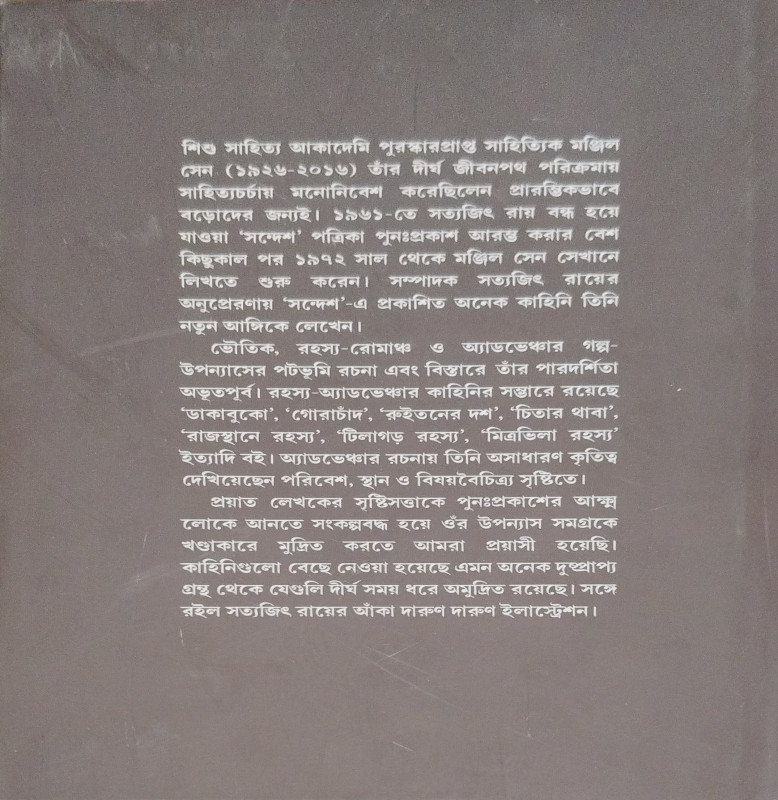 শিশু সাহিত্য আকাদেমি পুরস্কারপ্রাপ্ত সাহিত্যিক মঞ্জিল
সেন (১৯২৬-২০১৬) তাঁর দীর্ঘ জীবনপথ পরিক্রমায়
সাহিত্যচর্চায় মনোনিবেশ করেছিলেন প্রারম্ভিকভাবে
বড়োদের জন্যই। ১৯৬১-তে সত্যজিৎ রায় বন্ধ হয়ে
যাওয়া ‘সন্দেশ’ পত্রিকা পুনঃপ্রকাশ আরম্ভ করার বেশ
কিছুকাল পর ১৯৭২ সাল থেকে মঞ্জিল সেন সেখানে
লিখতে শুরু করেন। সম্পাদক সত্যজিৎ রায়ের
অনুপ্রেরণায় ‘সন্দেশ’-এ প্রকাশিত অনেক কাহিনি তিনি
নতুন আঙ্গিকে লেখেন।
ভৌতিক, রহস্য-রোমাঞ্চ ও অ্যাডভেঞ্চার গল্প-
উপন্যাসের পটভূমি রচনা এবং বিস্তারে তাঁর পারদর্শিতা
অভূতপূর্ব। রহস্য-অ্যাডভেঞ্চার কাহিনির সম্ভারে রয়েছে
‘ডাকাবুকো’, ‘গোরাচাঁদ’, ‘রুইতনের দশ’, ‘চিতার থাবা’,
‘রাজস্থানে রহস্য’, ‘টিলাগড় রহস্য’, ‘মিত্রভিলা রহস্য’
ইত্যাদি বই। অ্যাডভেঞ্চার রচনায় তিনি অসাধারণ কৃতিত্ব
দেখিয়েছেন পরিবেশ, স্থান ও বিষয়বৈচিত্র্য সৃষ্টিতে।
প্রয়াত লেখকের সৃষ্টিসত্তাকে পুনঃপ্রকাশের আক্ষ্ম
লোকে আনতে সংকল্পবদ্ধ হয়ে ওঁর উপন্যাস সমগ্রকে
খণ্ডাকারে মুদ্রিত করতে আমরা প্রয়াসী হয়েছি।
কাহিনিগুলো বেছে নেওয়া হয়েছে এমন অনেক দুষ্প্রাপ্য
গ্রন্থ থেকে যেগুলি দীর্ঘ সময় ধরে অমুদ্রিত রয়েছে। সঙ্গে
রইল সত্যজিৎ রায়ের আঁকা দারুণ দারুণ ইলাস্ট্রেশন।